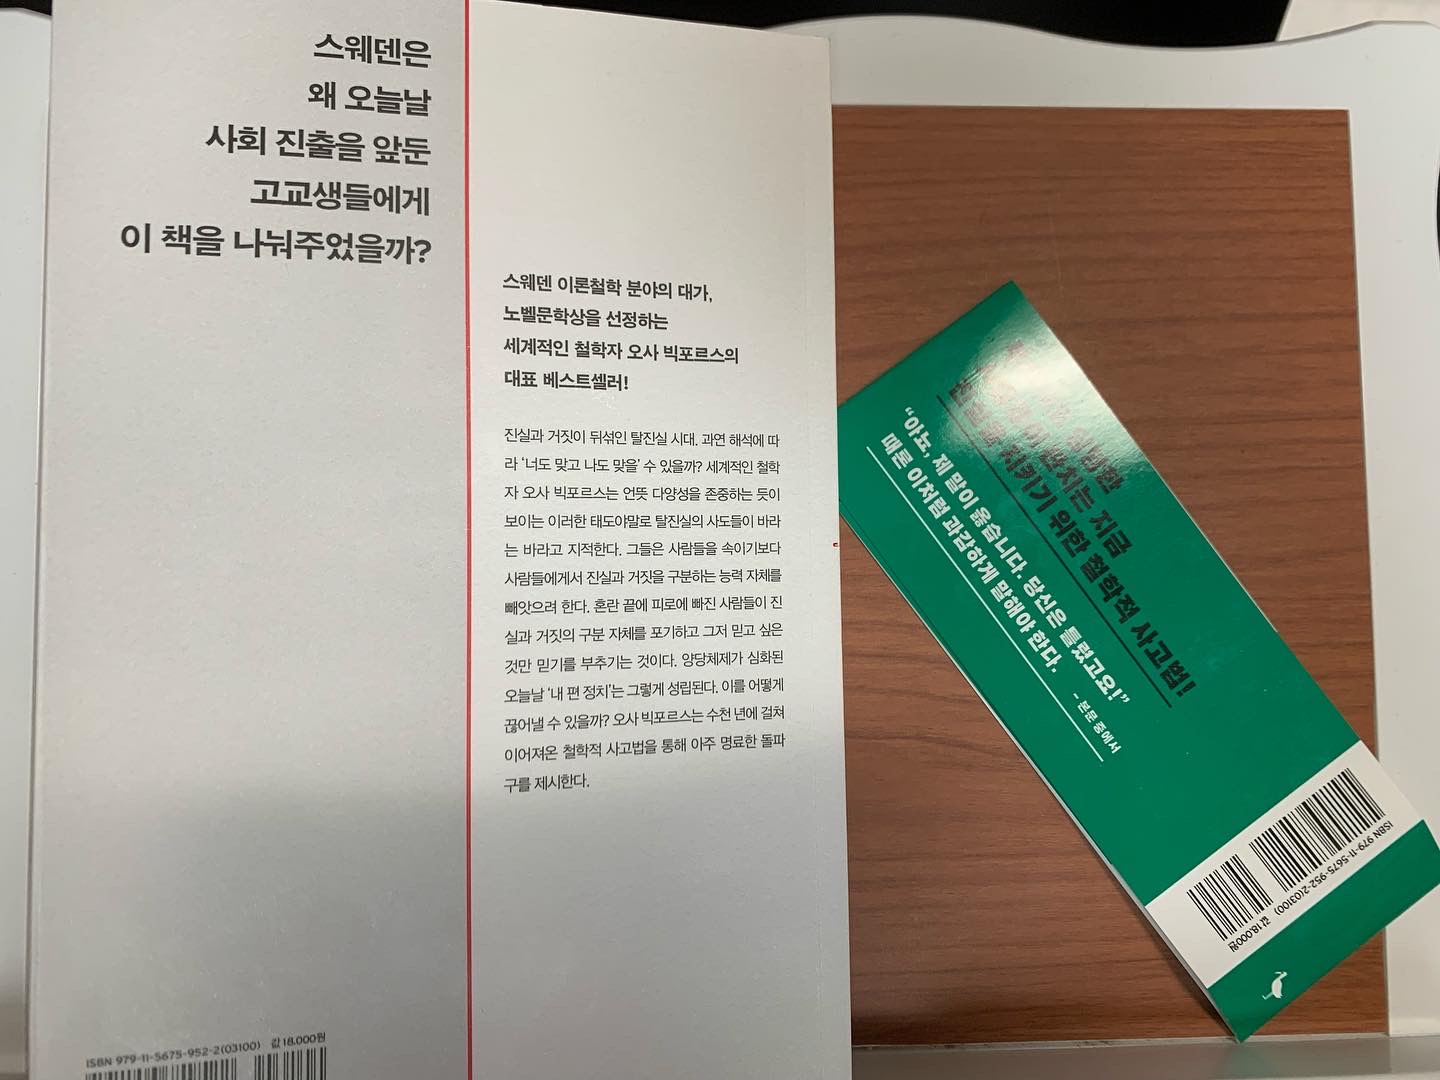 스웨덴은
왜 오늘날
사회 진출을 앞둔
고교생들에게
이 책을 나눠주었을까?
ISBN 979-11-5675-952-2(03100) 값 18,000원
스웨덴 이론철학 분야의 대가,
노벨문학상을 선정하는
세계적인 철학자 오사 빅포르스의
대표 베스트셀러!
진실과 거짓이 뒤섞인 탈진실 시대. 과연 해석에 따
라 ‘너도 맞고 나도 맞을’ 수 있을까? 세계적인 철학
자 오사 빅포르스는 언뜻 다양성을 존중하는 듯이
보이는 이러한 태도야말로 탈진실의 사도들이 바라
는 바라고 지적한다. 그들은 사람들을 속이기보다
사람들에게서 진실과 거짓을 구분하는 능력 자체를
빼앗으려 한다. 혼란 끝에 피로에 빠진 사람들이 진
실과 거짓의 구분 자체를 포기하고 그저 믿고 싶은
것만 믿기를 부추기는 것이다. 양당체제가 심화된
오늘날 ‘내 편 정치’는 그렇게 성립된다. 이를 어떻게
끊어낼 수 있을까? 오사 빅포르스는 수천 년에 걸쳐
이어져온 철학적 사고법을 통해 아주 명료한 돌파
구를 제시한다.
판치는 지금
지키기 위한 철학적 사고법!
“아뇨, 제 말이 옳습니다. 당신은 틀렸고요!”
때론 이처럼 과감하게 말해야 한다.
- 본문 중에서
ISBN 979-11-5675-952-2(03100)
값 18,000원